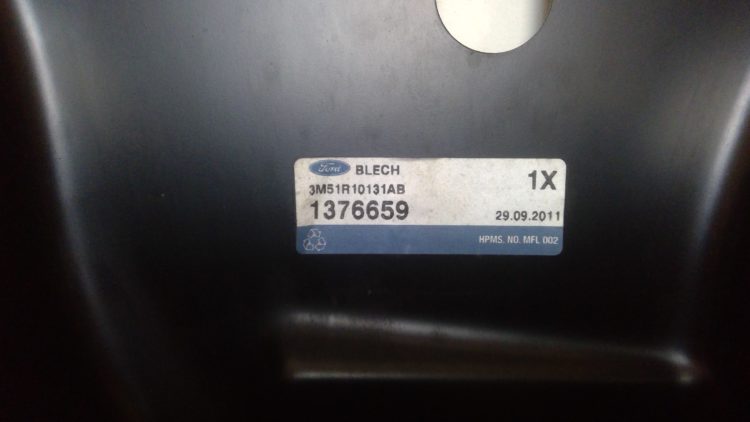 Ford BLECH
3M51R10131AB
1X
1376659
29.09.2011
HPMS. NO. MFL 002